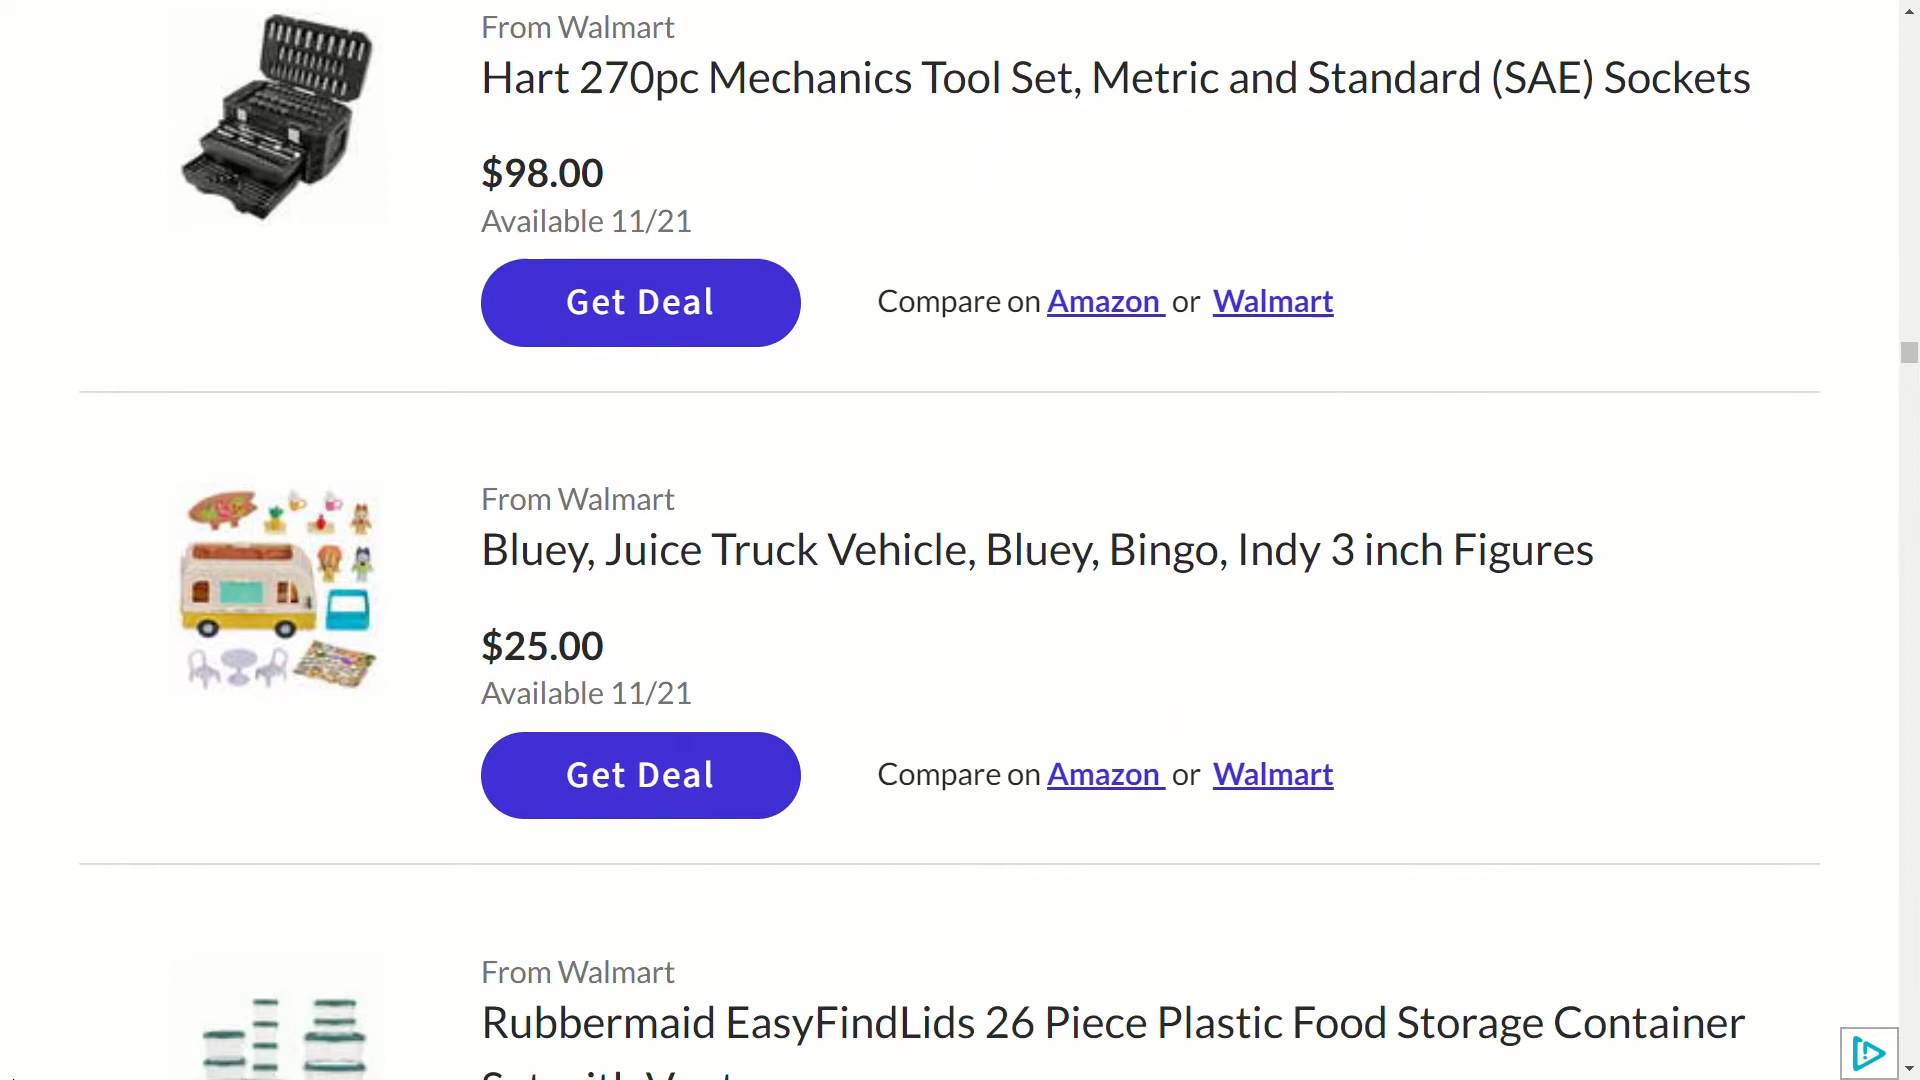 From Walmart
Hart 270pc Mechanics Tool Set, Metric and Standard (SAE) Sockets
$98.00
Available 11/21
Get Deal
Compare on Amazon or Walmart
From Walmart
Bluey, Juice Truck Vehicle, Bluey, Bingo, Indy 3 inch Figures
$25.00
Available 11/21
Get Deal
Compare on Amazon or Walmart
From Walmart
Rubbermaid EasyFindLids 26 Piece Plastic Food Storage Container